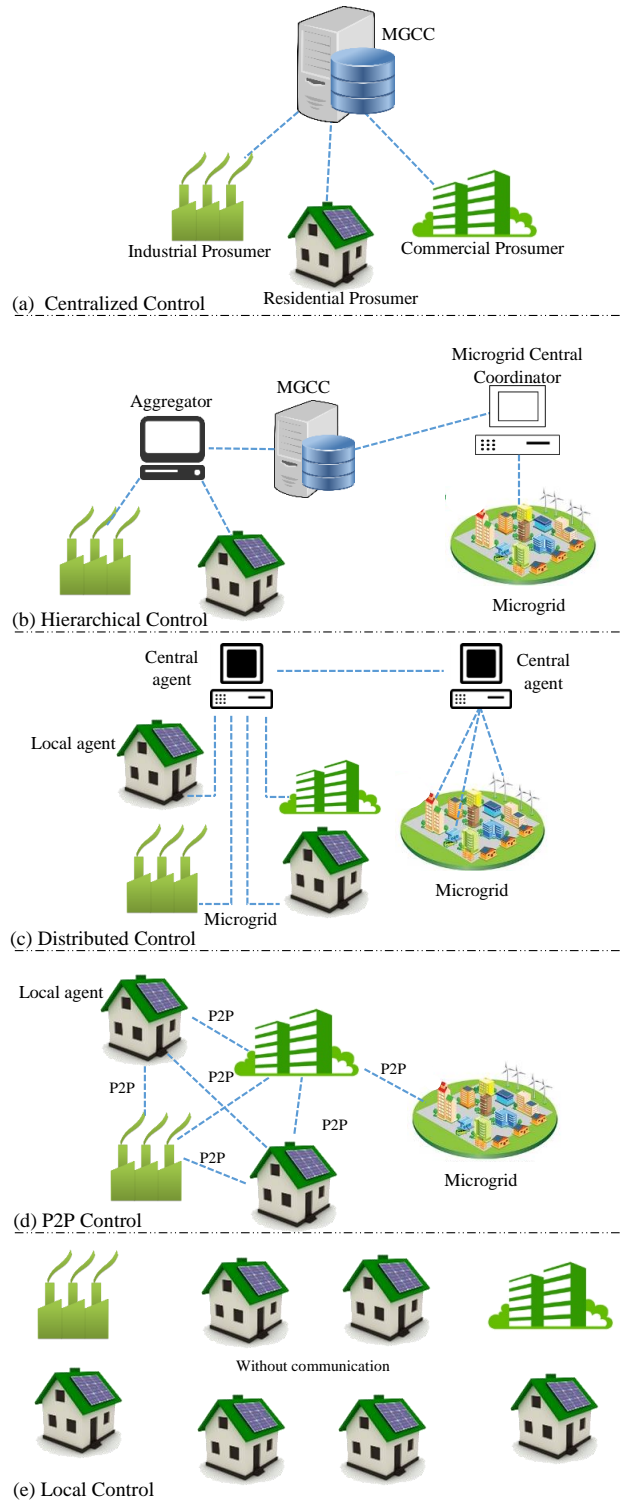 MGCC
Industrial Prosumer
Commercial Prosumer
Residential Prosumer
(a) Centralized Control
Microgrid Central
Coordinator
MGCC
Aggregator
Microgrid
(b) Hierarchical Control
Central
agent
Central
agent
Local agent
Microgrid
Microgrid
(c) Distributed Control
Local agent
P2P
P2P
P2P
P2P
P2P
P2P
Microgrid
(d) P2P Control
Without communication
(e) Local Control